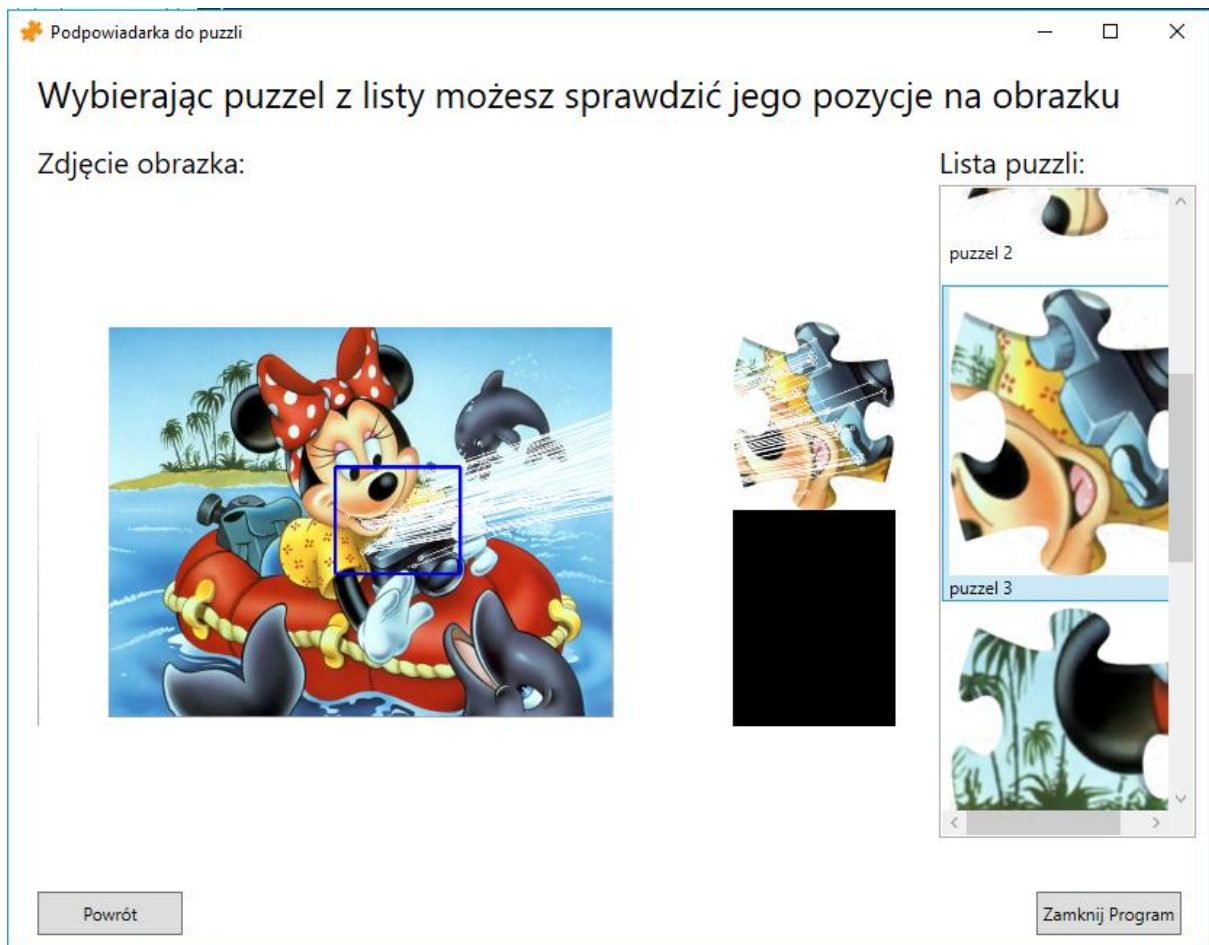 Podpowiadarka do puzzli
Wybierając puzzel z listy możesz sprawdzić jego pozycje na obrazku
Zdjęcie obrazka:
Lista puzzli:
puzzel 2
puzzel 3
Powrót
Zamknij Program